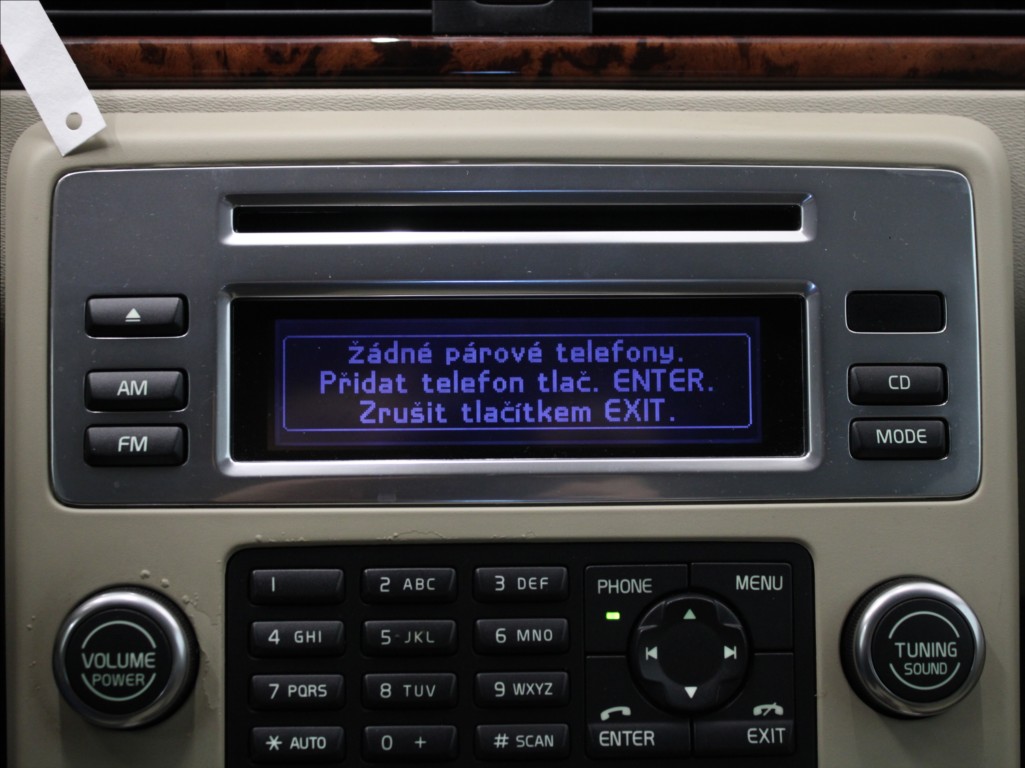 Žádné párové telefony.
Přidat telefon tlač. ENTER.
Zrušit tlačítkem EXIT.
AM
FM
CD
MODE
1
2 ABC
3 DEF
4 GHI
5 JKL
6 MNO
7 PQRS
8 TUV
9 WXYZ
* AUTO
0 +
# SCAN
PHONE
MENU
ENTER
EXIT
VOLUME
POWER
TUNING
SOUND